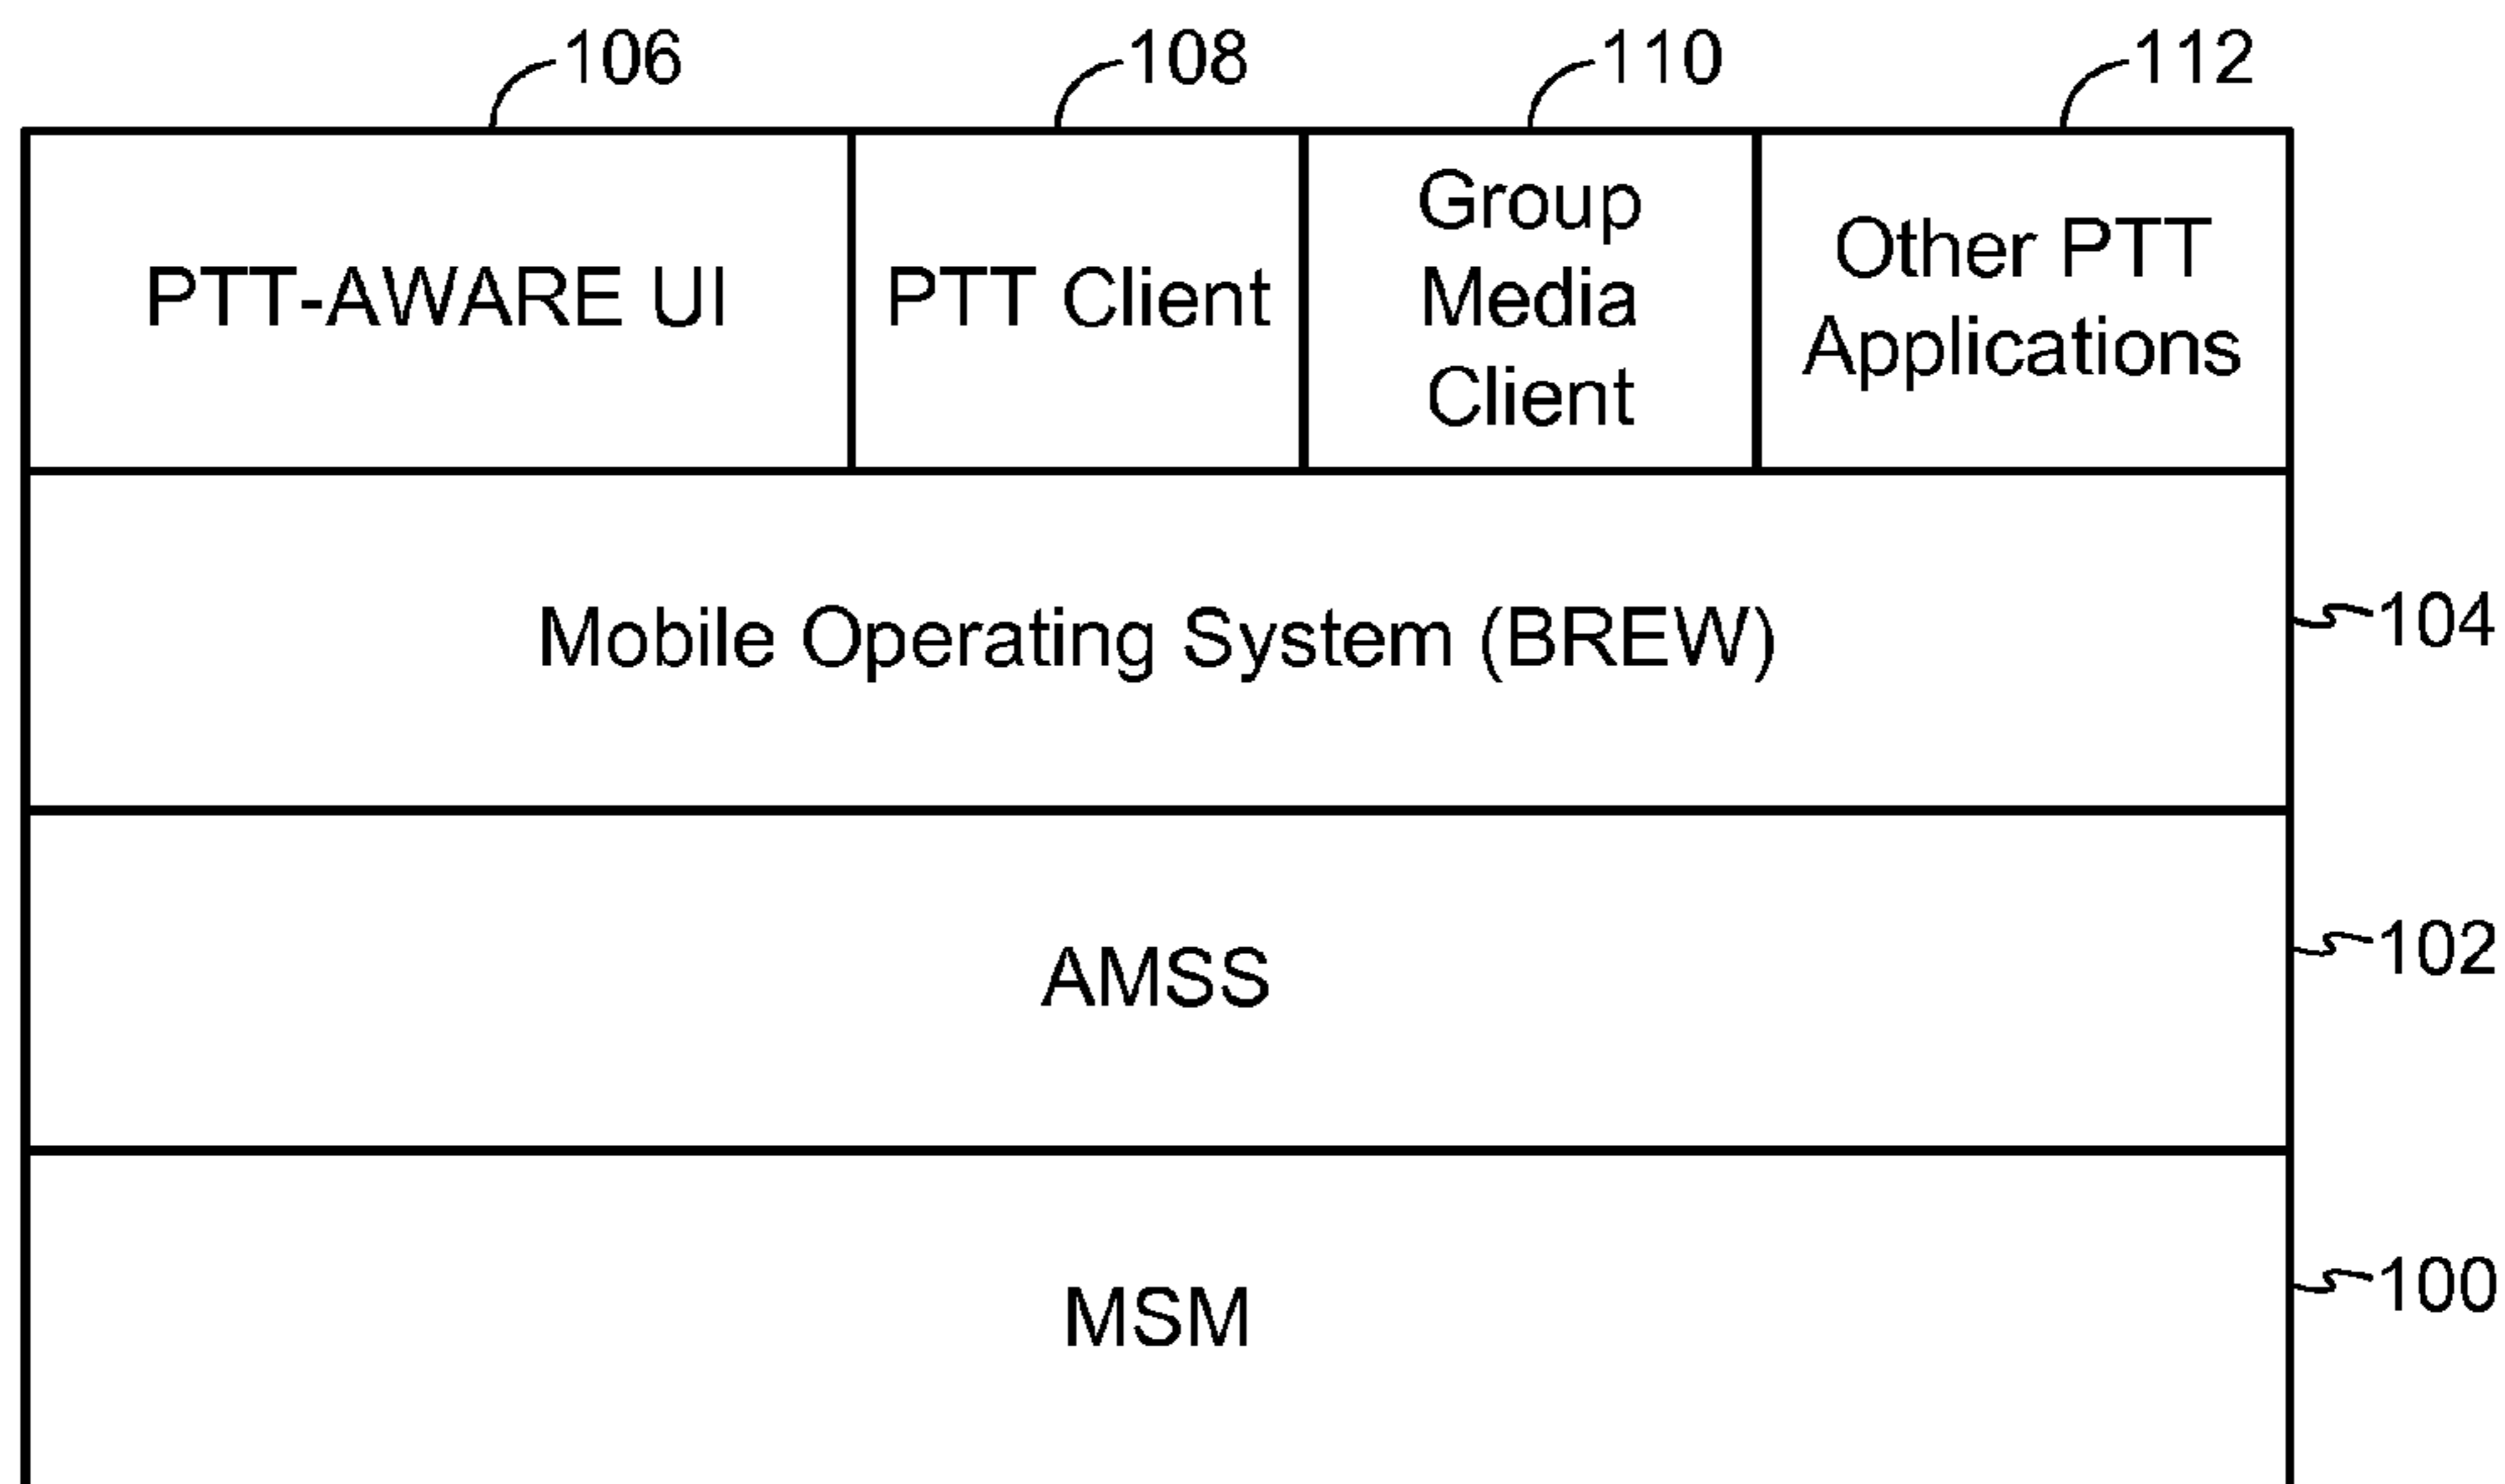 106
108
110
112
PTT-AWARE UI
PTT Client
Group
Media
Client
Other PTT
Applications
Mobile Operating System (BREW)
104
AMSS
102
MSM
100